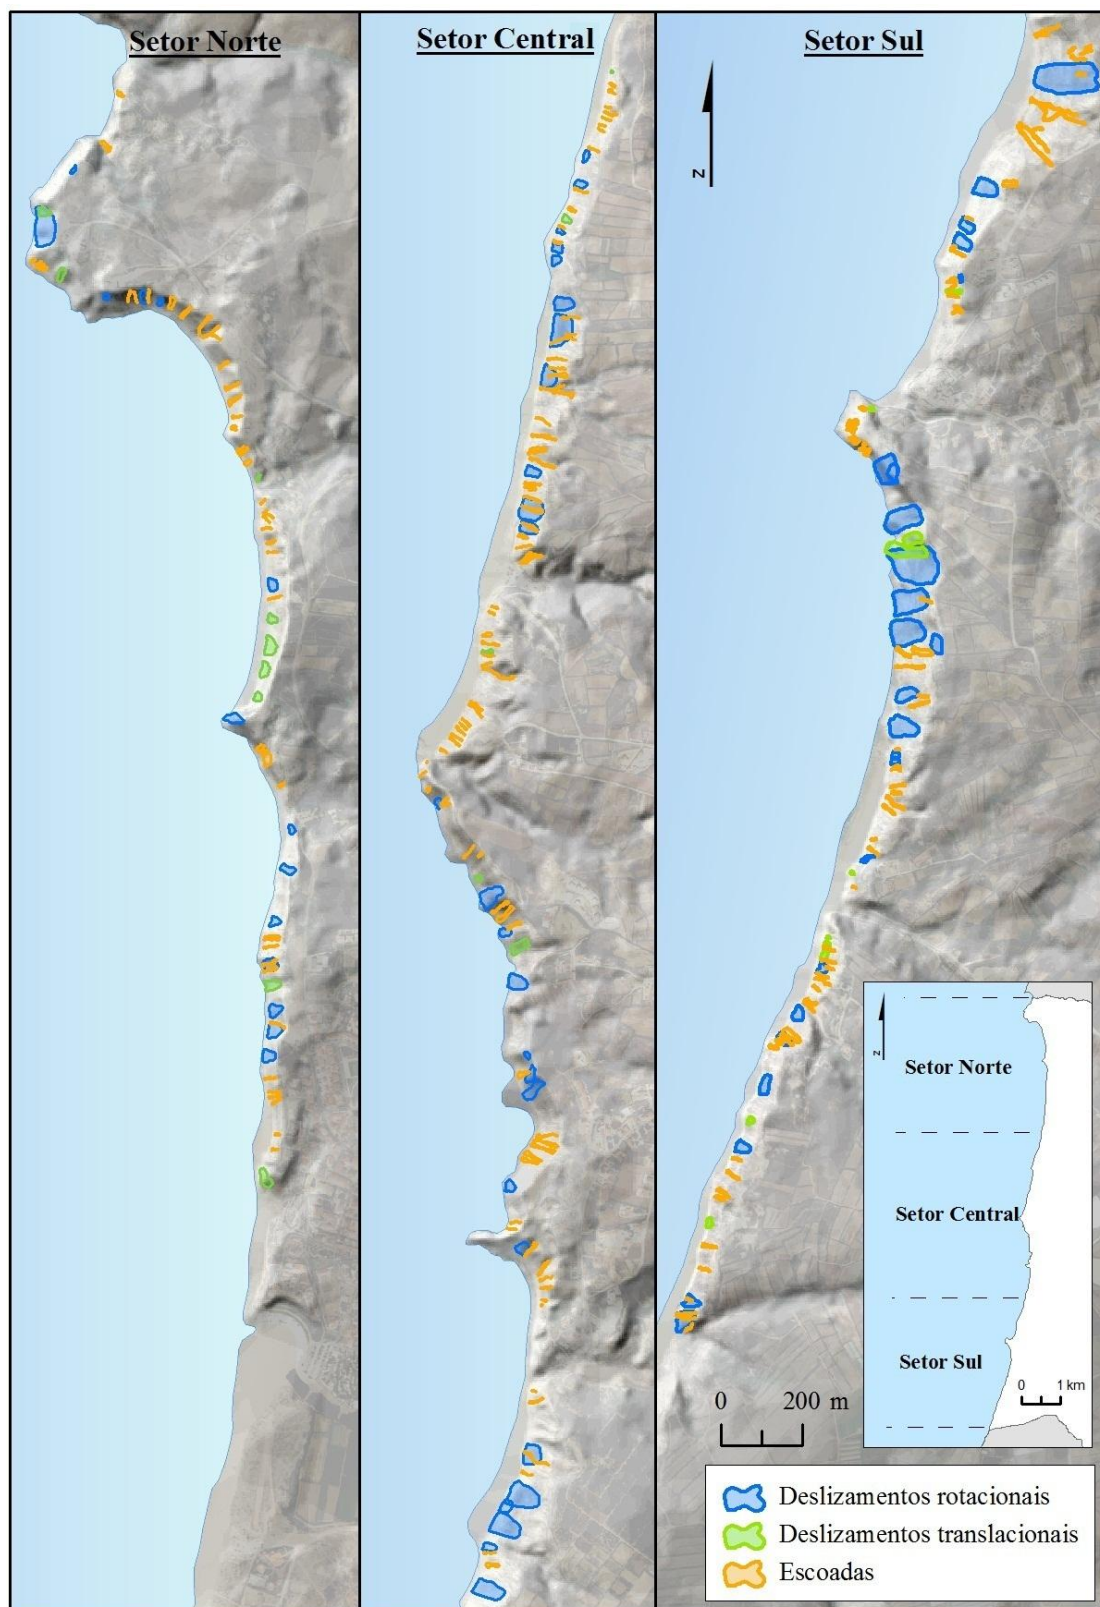 Setor Norte
Setor Central
Setor Sul
N
N
Setor Norte
Setor Central
Setor Sul
0 1 km
0 200 m
Deslizamentos rotacionais
Deslizamentos translacionais
Escoadas